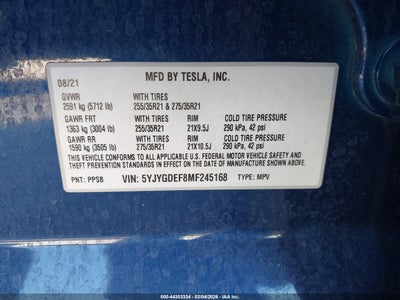 08/21 MFD BY TESLA, INC.
GVWR WITH TIRES
2591 kg (5712 lb) 255/35R21 & 275/35R21
GAWR FRT WITH TIRES RIM COLD TIRE PRESSURE
1363 kg (3004 lb) 255/35R21 21X9.5J 290 kPa, 42 psi
GAWR RR WITH TIRES RIM COLD TIRE PRESSURE
1590 kg (3505 lb) 275/35R21 21X10.5J 290 kPa, 42 psi
THIS VEHICLE CONFORMS TO ALL APPLICABLE U.S. FEDERAL MOTOR VEHICLE SAFETY AND
THEFT PREVENTION STANDARDS IN EFFECT ON THE DATE OF MANUFACTURE SHOWN ABOVE.
PNT: PPSB VIN: 5YJYGDEF8MF245168 TYPE: MPV
000-44303334 - 02/04/2026 - IAA Holdings, LLC